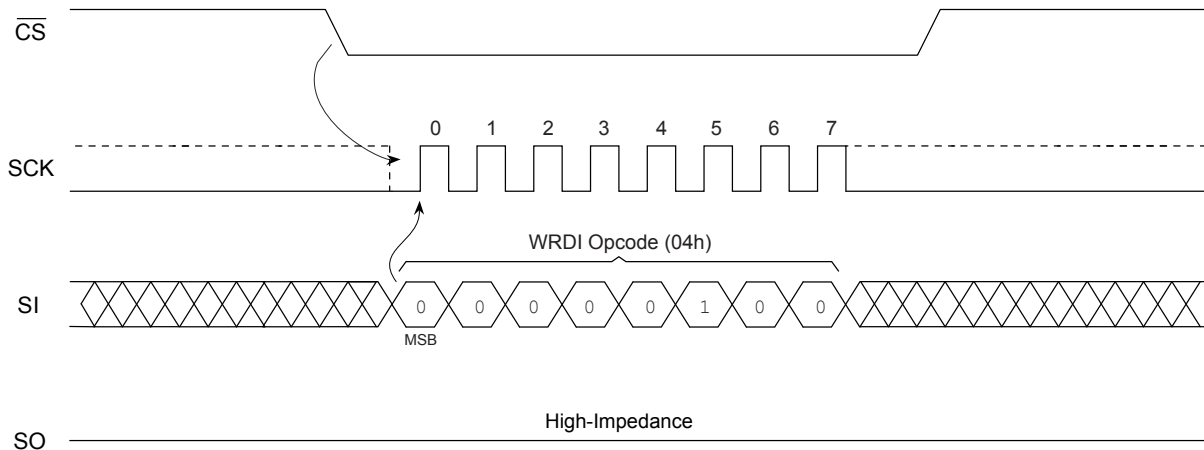 CS
0 1 2 3 4 5 6 7
SCK
WRDI Opcode (04h)
SI
0 0 0 0 0 1 0 0
MSB
High-Impedance
SO